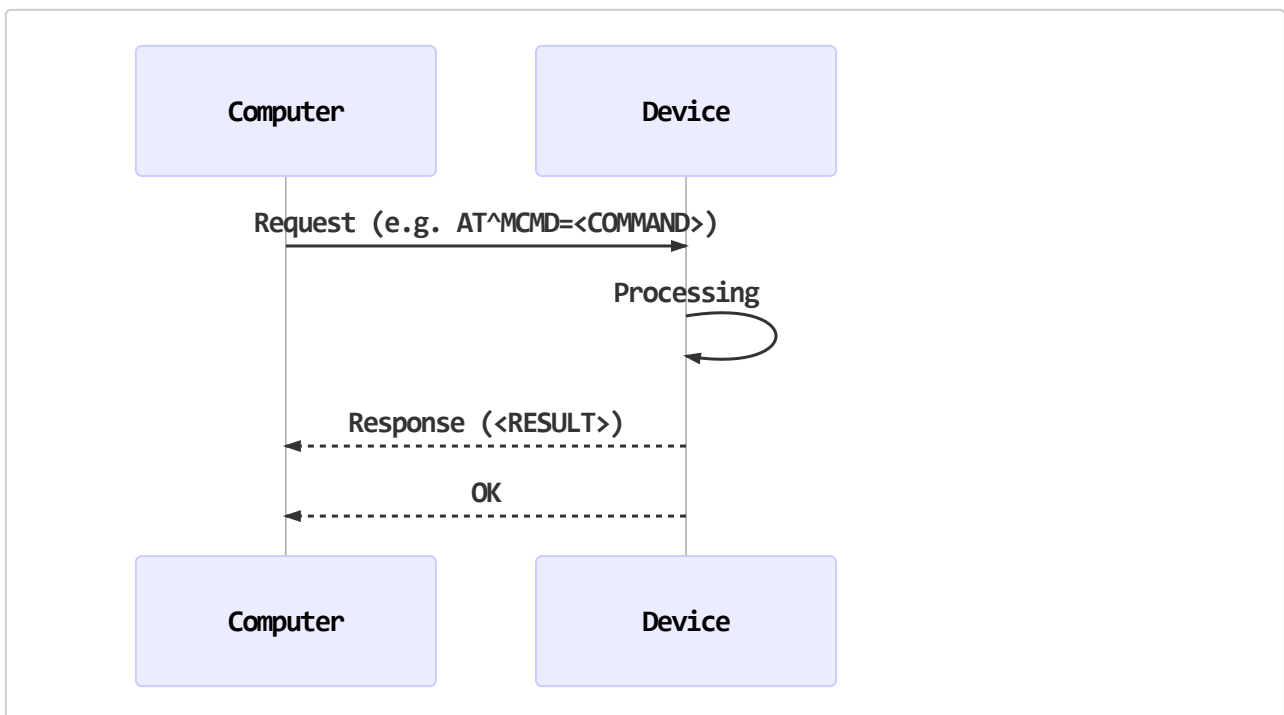 Computer Device
Request (e.g. AT^MCMD=<COMMAND>)
Processing
Response (<RESULT>)
OK
Computer Device